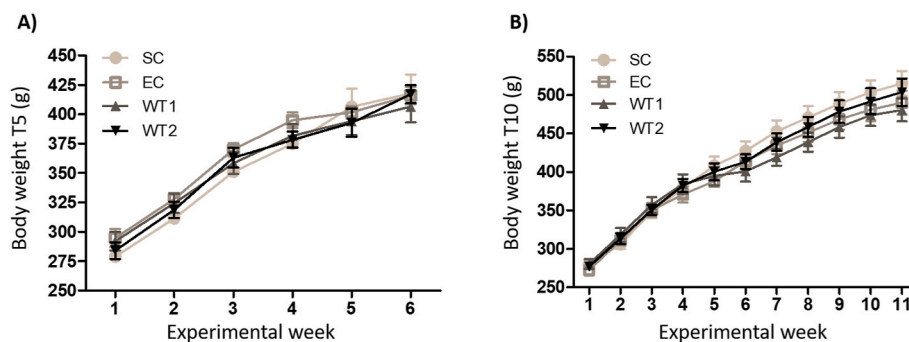 A)
Body weight T5 (g)
450
425
400
375
350
325
300
275
250
SC
EC
WT1
WT2
1 2 3 4 5 6
Experimental week
B)
Body weight T10 (g)
550
500
450
400
350
300
250
SC
EC
WT1
WT2
1 2 3 4 5 6 7 8 9 10 11
Experimental week